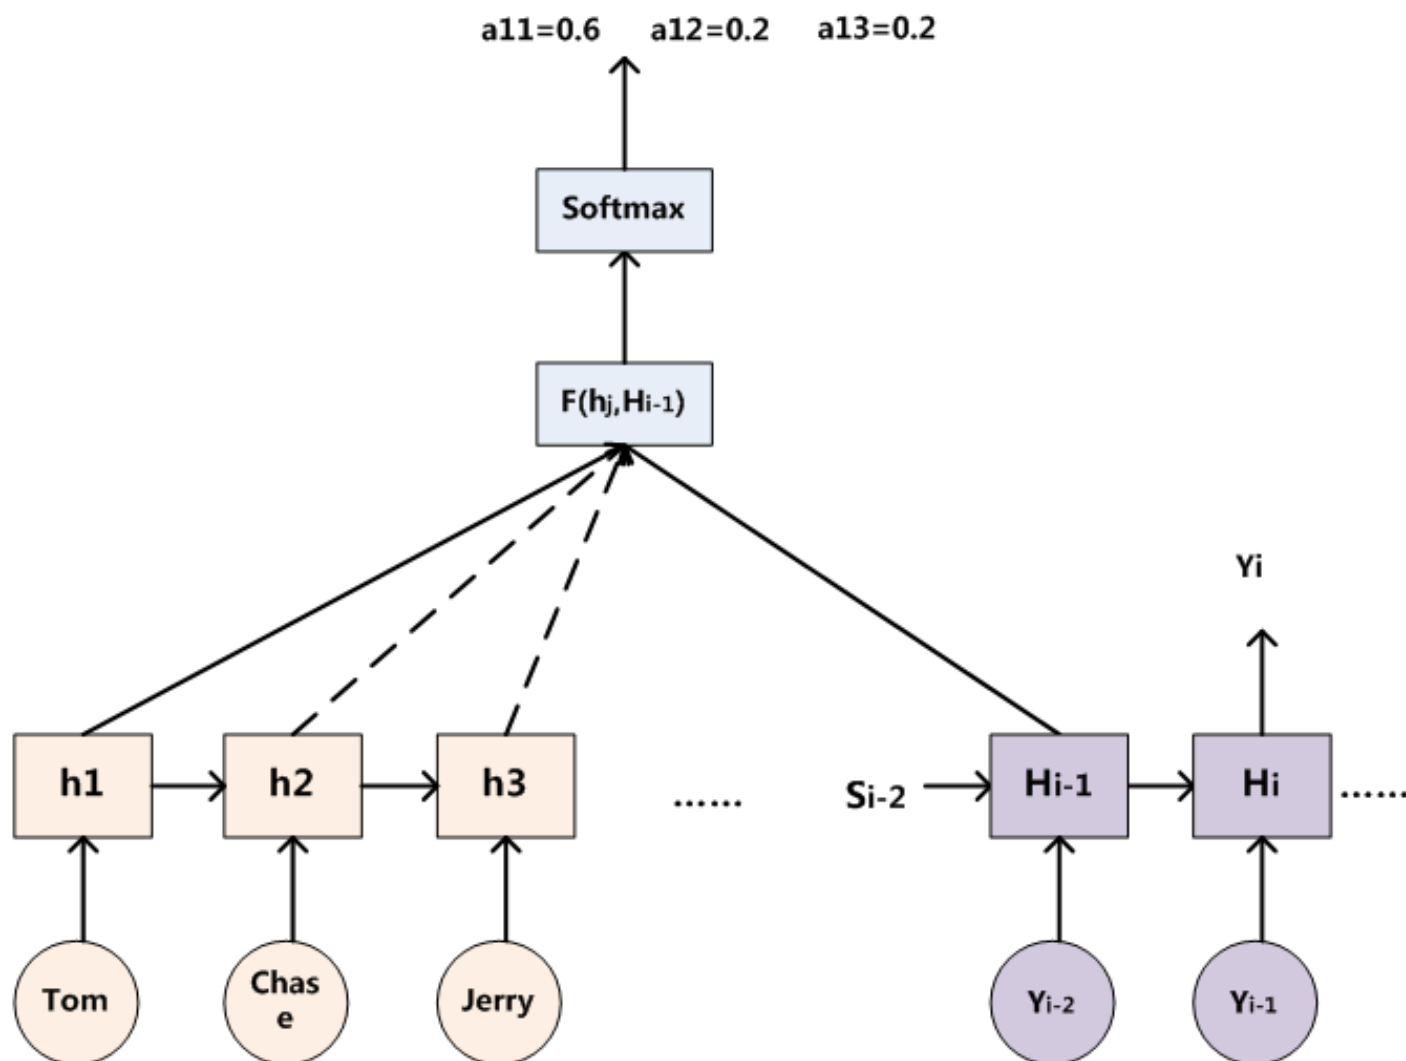 a11=0.6 a12=0.2 a13=0.2
Softmax
F(hj,Hi-1)
Yi
h1 h2 h3 ...... Si-2 Hi-1 Hi ......
Tom Chas
e Jerry Yi-2 Yi-1